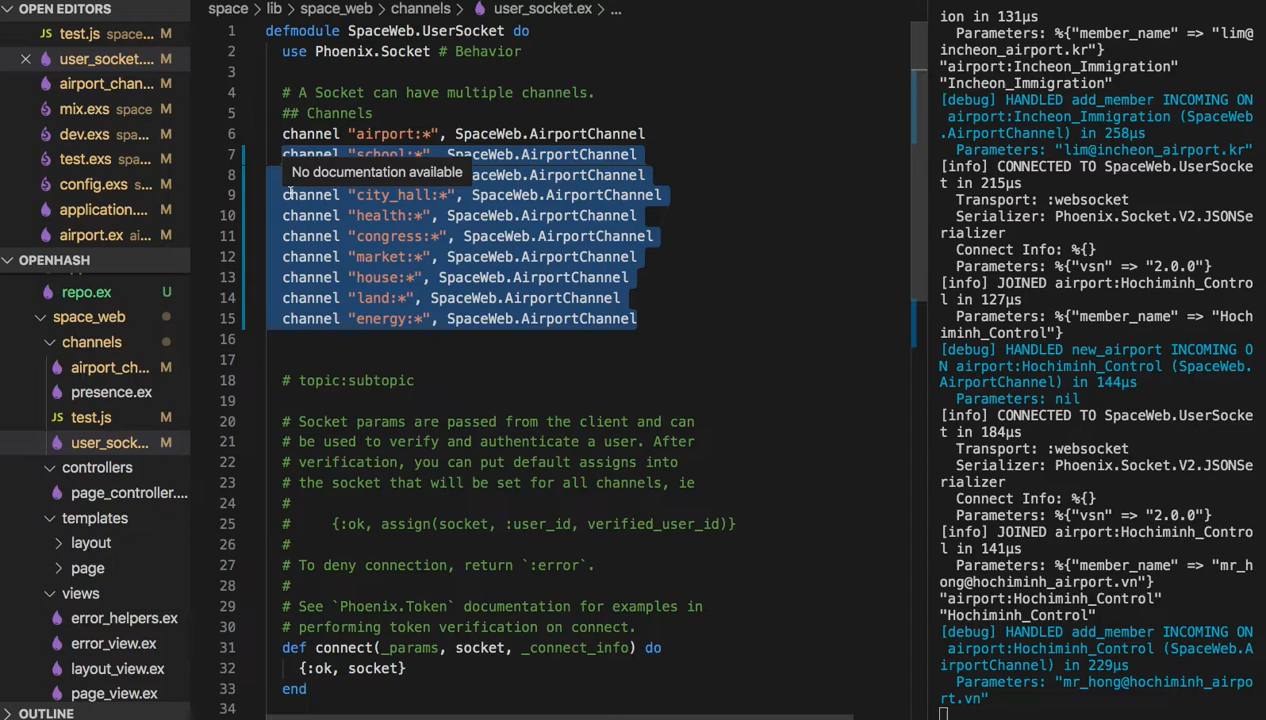 OPEN EDITORS
JS test.js space... M
user_socket.... M
airport_chan... M
mix.exs space M
dev.exs spa... M
test.exs spa... M
config.exs sp... M
application.... M
airport.ex ai... M
OPENHASH
repo.ex U
space_web
channels
airport_ch... M
presence.ex
JS test.js M
user_sock... M
controllers
page_controller....
templates
layout
page
views
error_helpers.ex
error_view.ex
layout_view.ex
page_view.ex
OUTLINE
space > lib > space_web > channels > user_socket.ex > ...
1 defmodule SpaceWeb.UserSocket do
2 use Phoenix.Socket # Behavior
3
4 # A Socket can have multiple channels.
5 ## Channels
6 channel "airport:*", SpaceWeb.AirportChannel
7 channel "school:*", SpaceWeb.AirportChannel
No documentation available
8 SpaceWeb.AirportChannel
9 channel "city_hall:*", SpaceWeb.AirportChannel
10 channel "health:*", SpaceWeb.AirportChannel
11 channel "congress:*", SpaceWeb.AirportChannel
12 channel "market:*", SpaceWeb.AirportChannel
13 channel "house:*", SpaceWeb.AirportChannel
14 channel "land:*", SpaceWeb.AirportChannel
15 channel "energy:*", SpaceWeb.AirportChannel
16
17
18 # topic:subtopic
19
20 # Socket params are passed from the client and can
21 # be used to verify and authenticate a user. After
22 # verification, you can put default assigns into
23 # the socket that will be set for all channels, ie
24 #
25 # {:ok, assign(socket, :user_id, verified_user_id)}
26 #
27 # To deny connection, return `:error`.
28 #
29 # See `Phoenix.Token` documentation for examples in
30 # performing token verification on connect.
31 def connect(_params, socket, _connect_info) do
32 {:ok, socket}
33 end
34
ion in 131µs
Parameters: %{"member_name" => "lim@
incheon_airport.kr"}
"airport:Incheon_Immigration"
"Incheon_Immigration"
[debug] HANDLED add_member INCOMING ON
airport:Incheon_Immigration (SpaceWeb
.AirportChannel) in 258µs
Parameters: "lim@incheon_airport.kr"
[info] CONNECTED TO SpaceWeb.UserSocke
t in 215µs
Transport: :websocket
Serializer: Phoenix.Socket.V2.JSONSe
rializer
Connect Info: %{}
Parameters: %{"vsn" => "2.0.0"}
[info] JOINED airport:Hochiminh_Contro
l in 127µs
Parameters: %{"member_name" => "Hoch
iminh_Control"}
[debug] HANDLED new_airport INCOMING O
N airport:Hochiminh_Control (SpaceWeb.
AirportChannel) in 144µs
Parameters: nil
[info] CONNECTED TO SpaceWeb.UserSocke
t in 184µs
Transport: :websocket
Serializer: Phoenix.Socket.V2.JSONSe
rializer
Connect Info: %{}
Parameters: %{"vsn" => "2.0.0"}
[info] JOINED airport:Hochiminh_Contro
l in 141µs
Parameters: %{"member_name" => "mr_h
ong@hochiminh_airport.vn"}
"airport:Hochiminh_Control"
"Hochiminh_Control"
[debug] HANDLED add_member INCOMING ON
airport:Hochiminh_Control (SpaceWeb.A
irportChannel) in 229µs
Parameters: "mr_hong@hochiminh_airpo
rt.vn"